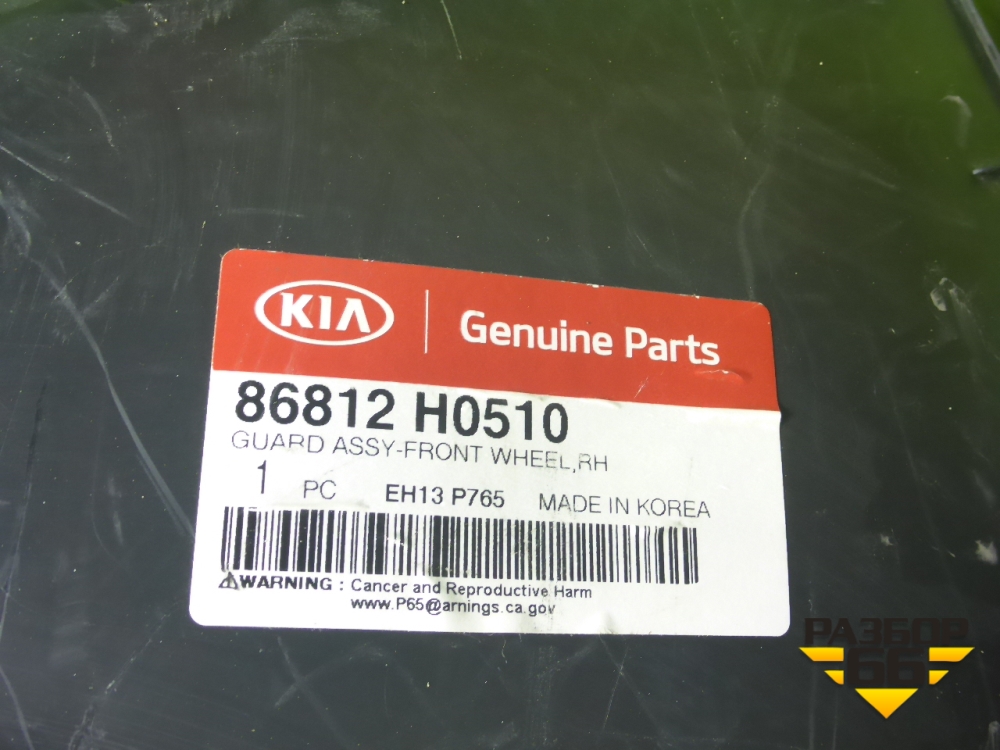 KIA
Genuine Parts
86812 H0510
GUARD ASSY-FRONT WHEEL,RH
1 PC EH13 P765 MADE IN KOREA
⚠WARNING : Cancer and Reproductive Harm
www.P65@arnings.ca.gov
РАЗБОР
66